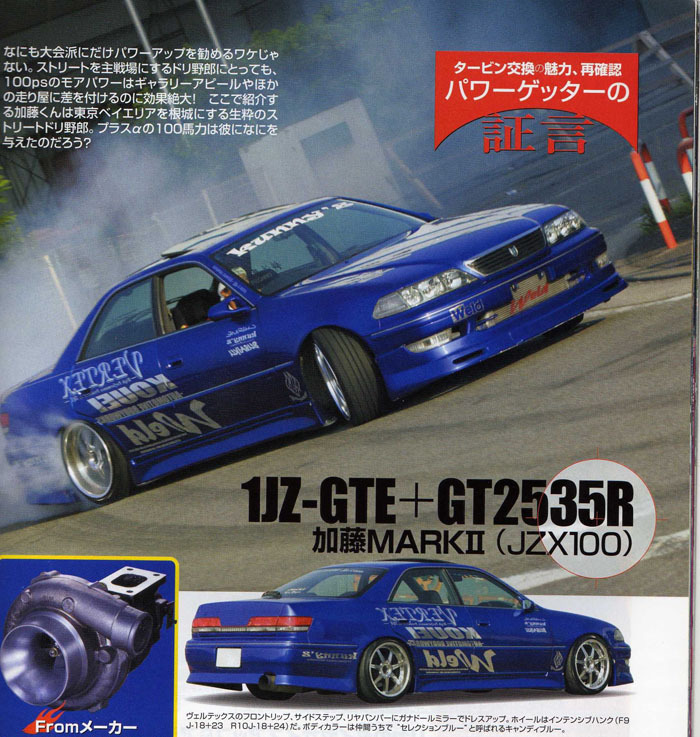 なにも大会派にだけパワーアップを勧めるワケじゃ
ない。ストリートを主戦場にするドリ野郎にとっても、
100psのモアパワーはギャラリーアピールやほか
の走り屋に差を付けるのに効果絶大! ここで紹介す
る加藤くんは東京ベイエリアを根城にする生粋のス
トリートドリ野郎。プラスαの100馬力は彼になにを
与えたのだろう?
タービン交換の魅力、再確認
パワーゲッターの
証言
Weld
Weld
VERTEX
KOUEI
Weld
1JZ-GTE+GT2535R
加藤MARKⅡ(JZX100)
VERTEX
KOUEI
Weld
Fromメーカー
ヴェルテックスのフロントリップ、サイドステップ、リヤバンパーにガナドールミラーでドレスアップ。ホイールはインテンシブハンク(F9
J-18+23 R10J-18+24)だ。ボディカラーは仲間うちで“セレクションブルー”と呼ばれるキャンディブルー。